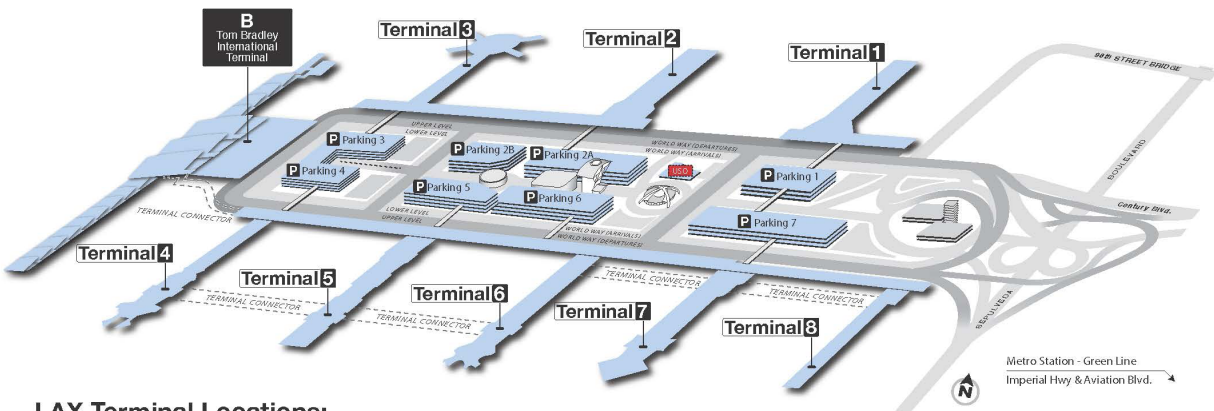 B
Tom Bradley
International
Terminal
Terminal 3
Terminal 2
Terminal 1
98th STREET BRIDGE
BOULEVARD
UPPER LEVEL
LOWER LEVEL
WORLD WAY (DEPARTURES)
WORLD WAY (ARRIVALS)
P Parking 3
P Parking 2B
P Parking 2A
USO
P Parking 1
P Parking 4
P Parking 5
P Parking 6
P Parking 7
Century Blvd.
TERMINAL CONNECTOR
LOWER LEVEL
UPPER LEVEL
WORLD WAY (ARRIVALS)
WORLD WAY (DEPARTURES)
Terminal 4
Terminal 5
Terminal 6
Terminal 7
Terminal 8
TERMINAL CONNECTOR
TERMINAL CONNECTOR
TERMINAL CONNECTOR
TERMINAL CONNECTOR
SEPULVEDA
N
Metro Station - Green Line
Imperial Hwy & Aviation Blvd.
LAX Terminal Locations: